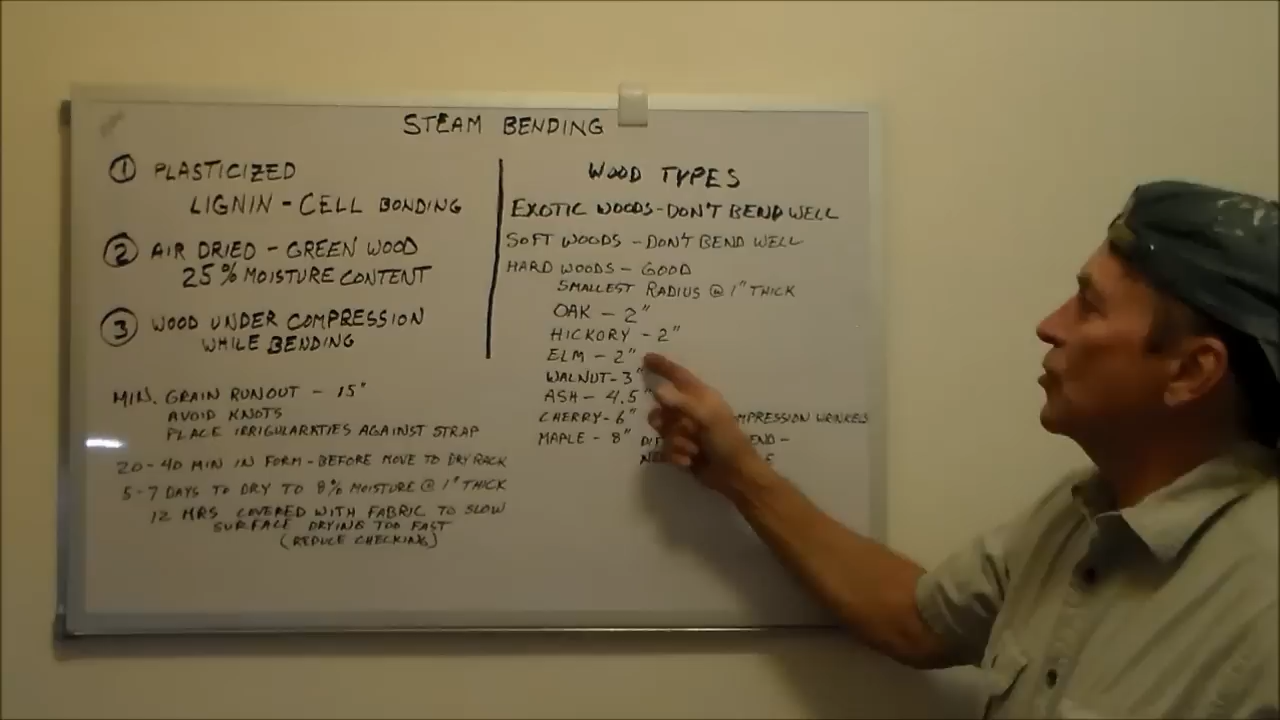 STEAM BENDING
① PLASTICIZED
LIGNIN - CELL BONDING
② AIR DRIED - GREEN WOOD
25% MOISTURE CONTENT
③ WOOD UNDER COMPRESSION
WHILE BENDING
MIN. GRAIN RUNOUT - 15"
AVOID KNOTS
PLACE IRRIGULARATIES AGAINST STRAP
20-40 MIN IN FORM - BEFORE MOVE TO DRY RACK
5-7 DAYS TO DRY TO 8% MOISTURE @ 1" THICK
12 HRS COVERED WITH FABRIC TO SLOW
SURFACE DRYING TOO FAST
(REDUCE CHECKING)
WOOD TYPES
EXOTIC WOODS - DON'T BEND WELL
SOFT WOODS - DON'T BEND WELL
HARD WOODS - GOOD
SMALLEST RADIUS @ 1" THICK
OAK - 2"
HICKORY - 2"
ELM - 2"
WALNUT - 3"
ASH - 4.5"
CHERRY - 6" WRINKELS
MAPLE - 8"